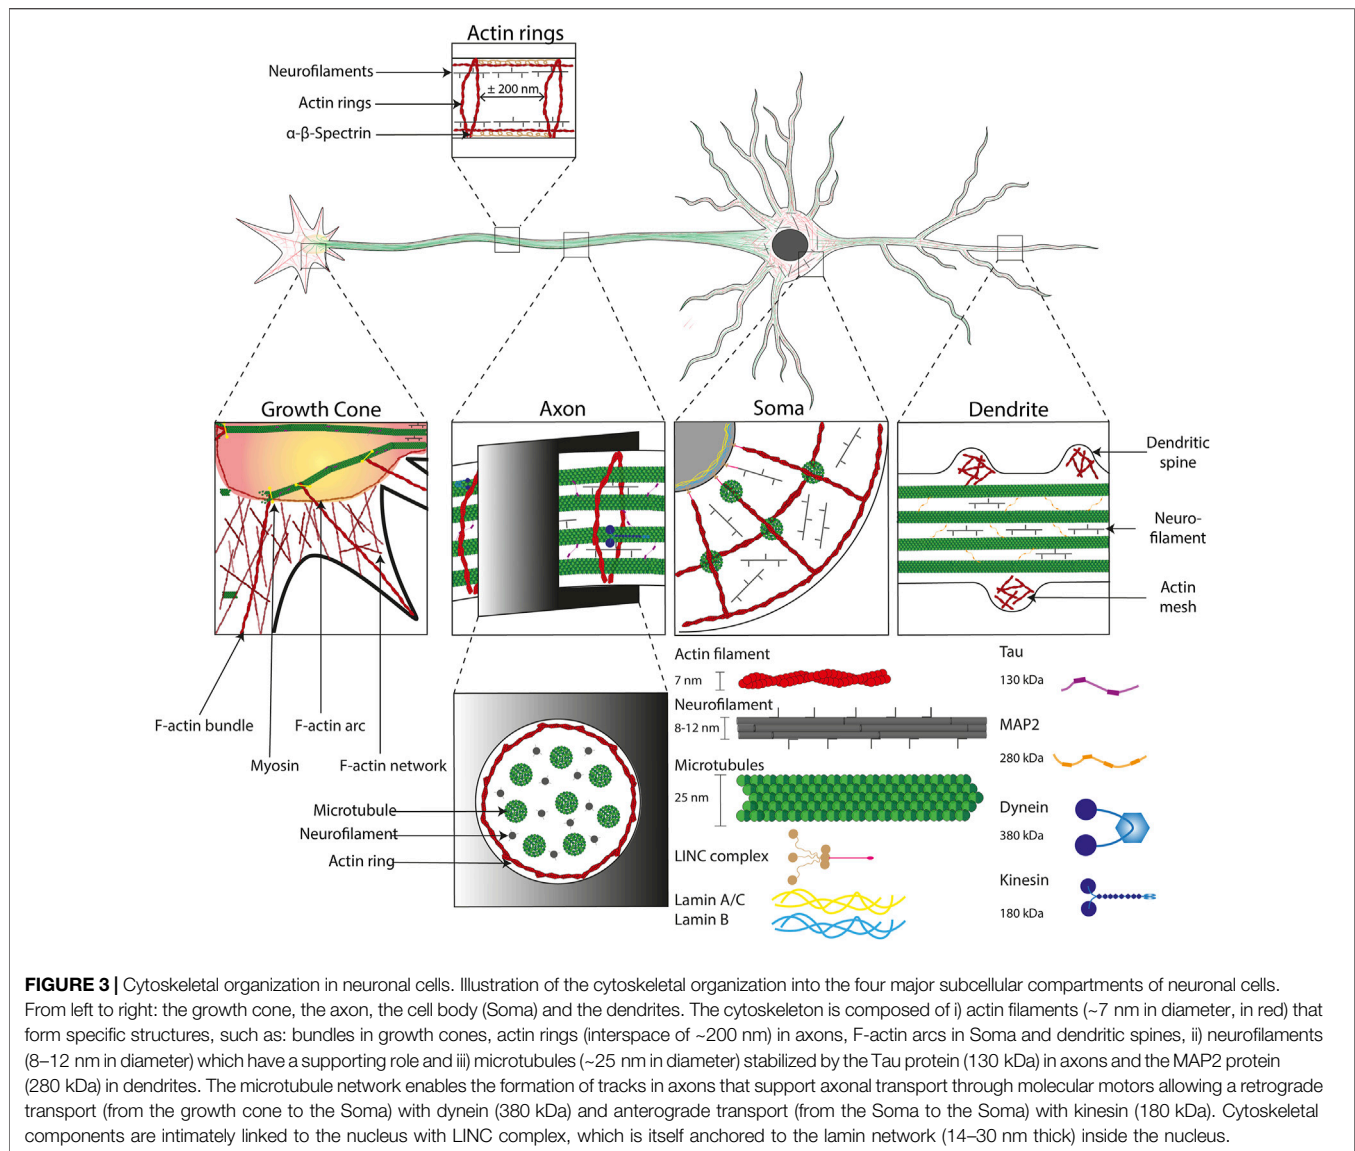 Actin rings
Neurofilaments
Actin rings
α-β-Spectrin
± 200 nm
Growth Cone
Axon
Soma
Dendrite
Dendritic
spine
Neuro-
filament
Actin
mesh
F-actin bundle
F-actin arc
Myosin
F-actin network
Microtubule
Neurofilament
Actin ring
Actin filament
7 nm
Neurofilament
8-12 nm
Microtubules
25 nm
LINC complex
Lamin A/C
Lamin B
Tau
130 kDa
MAP2
280 kDa
Dynein
380 kDa
Kinesin
180 kDa
FIGURE 3 | Cytoskeletal organization in neuronal cells. Illustration of the cytoskeletal organization into the four major subcellular compartments of neuronal cells.
From left to right: the growth cone, the axon, the cell body (Soma) and the dendrites. The cytoskeleton is composed of i) actin filaments (~7 nm in diameter, in red) that
form specific structures, such as: bundles in growth cones, actin rings (interspace of ~200 nm) in axons, F-actin arcs in Soma and dendritic spines, ii) neurofilaments
(8–12 nm in diameter) which have a supporting role and iii) microtubules (~25 nm in diameter) stabilized by the Tau protein (130 kDa) in axons and the MAP2 protein
(280 kDa) in dendrites. The microtubule network enables the formation of tracks in axons that support axonal transport through molecular motors allowing a retrograde
transport (from the growth cone to the Soma) with dynein (380 kDa) and anterograde transport (from the Soma to the Soma) with kinesin (180 kDa). Cytoskeletal
components are intimately linked to the nucleus with LINC complex, which is itself anchored to the lamin network (14–30 nm thick) inside the nucleus.